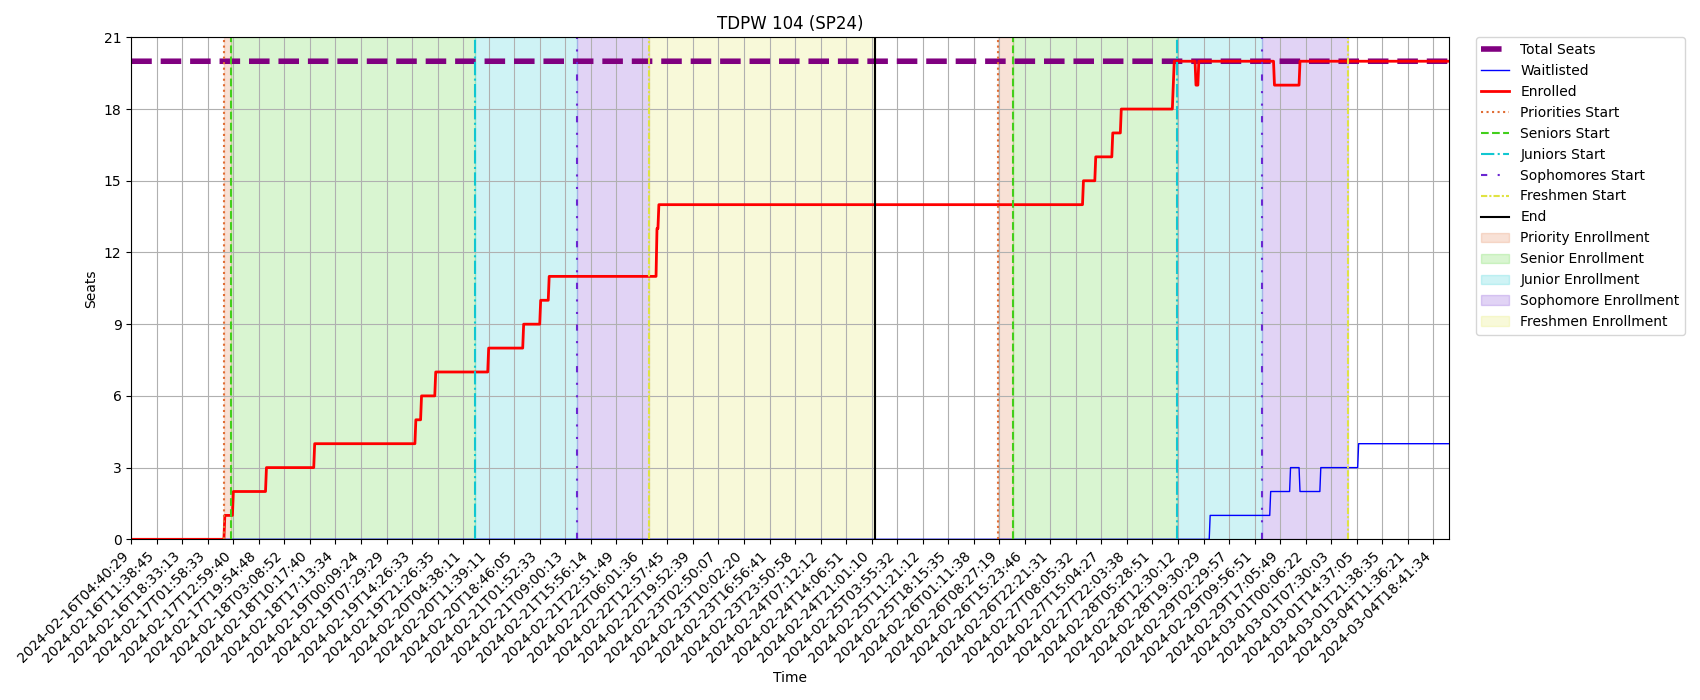 TDPW 104 (SP24)
21
18
15
12
9
6
3
0
Seats
2024-02-16T04:40:29
2024-02-16T11:38:45
2024-02-16T18:33:13
2024-02-17T01:58:33
2024-02-17T12:59:40
2024-02-17T19:54:48
2024-02-18T03:08:52
2024-02-18T10:17:40
2024-02-18T17:13:34
2024-02-19T00:09:24
2024-02-19T07:29:29
2024-02-19T14:26:33
2024-02-19T21:26:35
2024-02-20T04:38:11
2024-02-20T11:39:11
2024-02-20T18:46:05
2024-02-21T01:52:33
2024-02-21T09:00:13
2024-02-21T15:56:14
2024-02-21T22:51:49
2024-02-22T06:01:36
2024-02-22T12:57:45
2024-02-22T19:52:39
2024-02-23T02:50:07
2024-02-23T10:02:20
2024-02-23T16:56:41
2024-02-23T23:50:58
2024-02-24T07:12:12
2024-02-24T14:06:51
2024-02-24T21:01:10
2024-02-25T03:55:32
2024-02-25T11:21:12
2024-02-25T18:15:35
2024-02-26T01:11:38
2024-02-26T08:27:19
2024-02-26T15:23:46
2024-02-26T22:21:31
2024-02-27T08:05:32
2024-02-27T15:04:27
2024-02-27T22:03:38
2024-02-28T05:28:51
2024-02-28T12:30:12
2024-02-28T19:30:29
2024-02-29T02:29:57
2024-02-29T09:56:51
2024-02-29T17:05:49
2024-03-01T00:06:22
2024-03-01T07:30:03
2024-03-01T14:37:05
2024-03-01T21:38:35
2024-03-04T11:36:21
2024-03-04T18:41:34
Time
Total Seats
Waitlisted
Enrolled
Priorities Start
Seniors Start
Juniors Start
Sophomores Start
Freshmen Start
End
Priority Enrollment
Senior Enrollment
Junior Enrollment
Sophomore Enrollment
Freshmen Enrollment